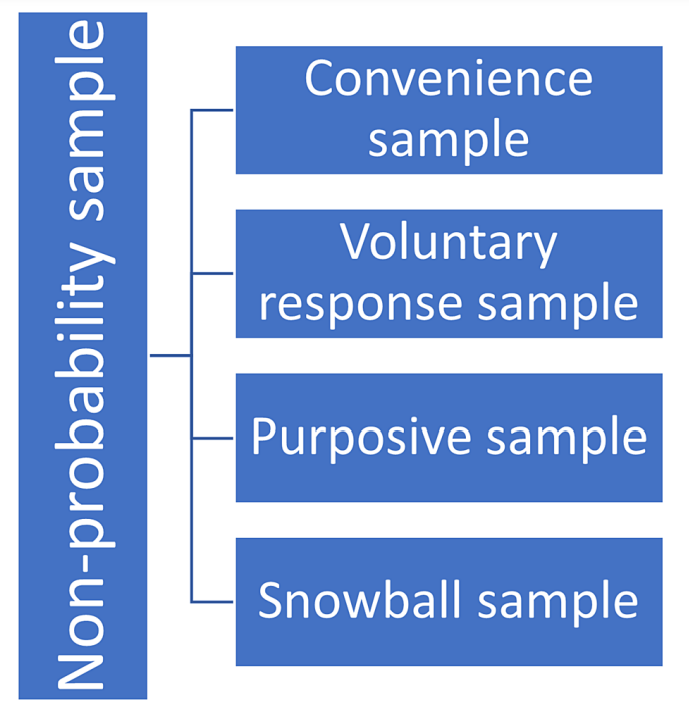 Non-probability sample
Convenience
sample
Voluntary
response sample
Purposive sample
Snowball sample